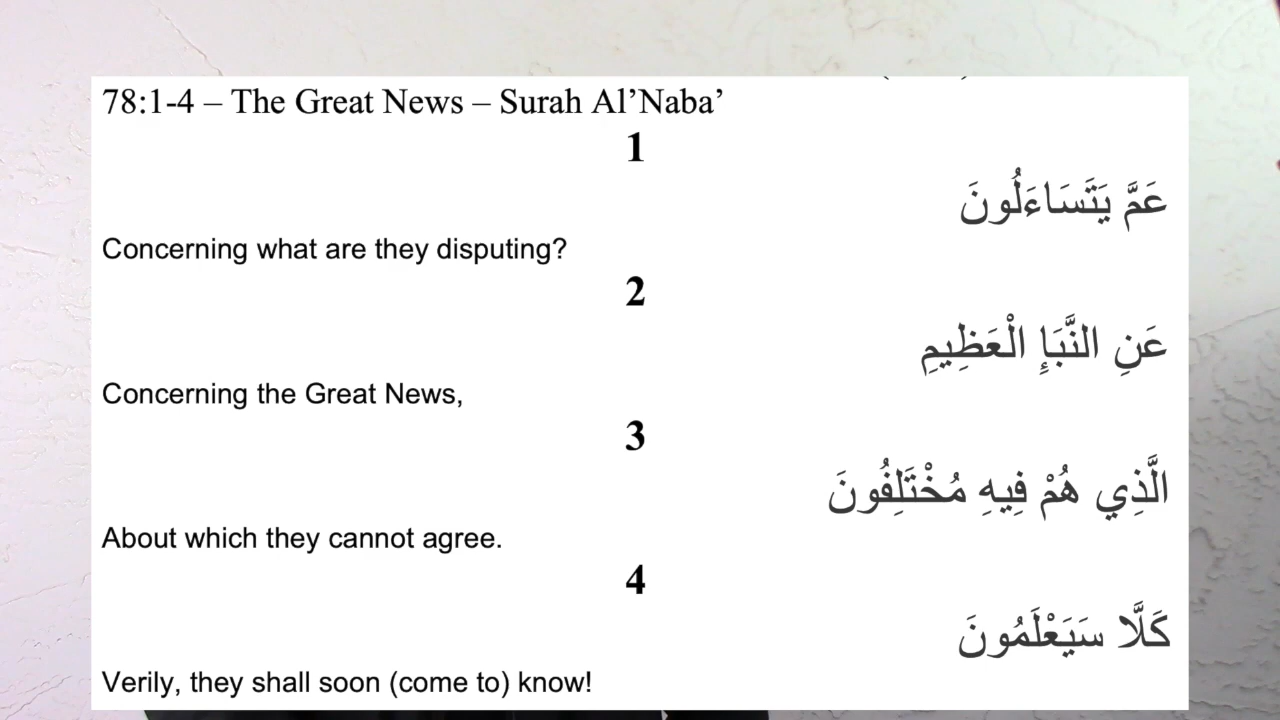 78:1-4 – The Great News – Surah Al’Naba’
1
عَمَّ يَتَسَاءَلُونَ
Concerning what are they disputing?
2
عَنِ النَّبَإِ الْعَظِيمِ
Concerning the Great News,
3
الَّذِي هُمْ فِيهِ مُخْتَلِفُونَ
About which they cannot agree.
4
كَلَّا سَيَعْلَمُونَ
Verily, they shall soon (come to) know!